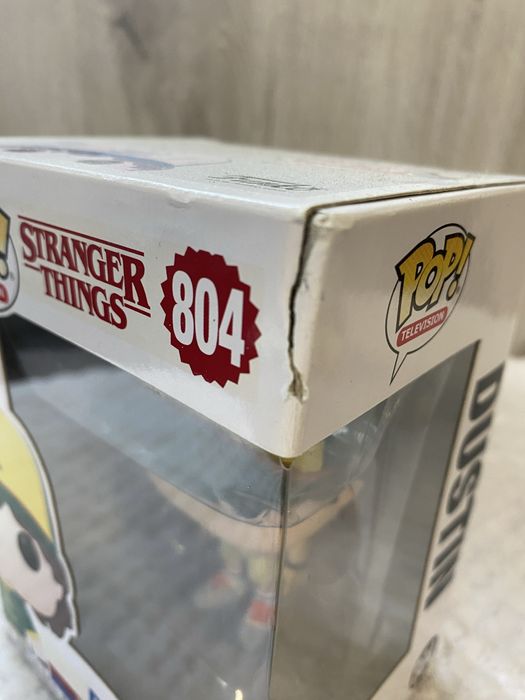 STRANGER
THINGS
804
POP!
TELEVISION
DUSTIN